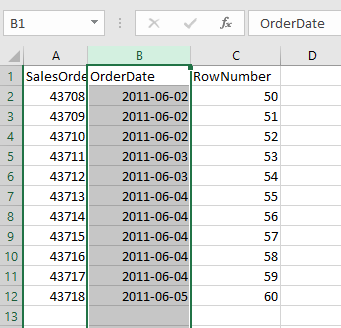 B1 fx OrderDate
A B C D
1 SalesOrde OrderDate RowNumber
2 43708 2011-06-02 50
3 43709 2011-06-02 51
4 43710 2011-06-02 52
5 43711 2011-06-03 53
6 43712 2011-06-03 54
7 43713 2011-06-04 55
8 43714 2011-06-04 56
9 43715 2011-06-04 57
10 43716 2011-06-04 58
11 43717 2011-06-04 59
12 43718 2011-06-05 60
13